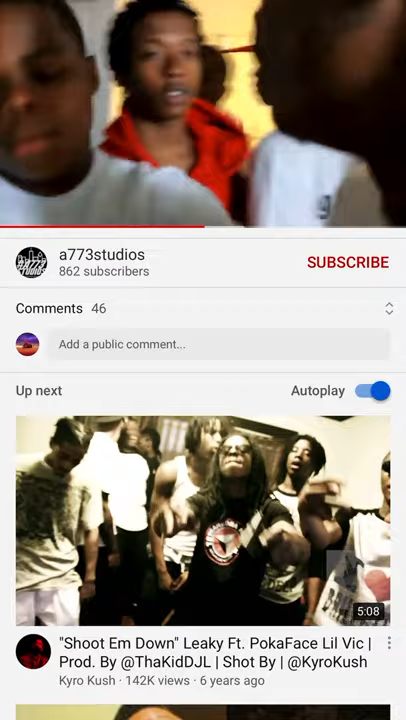 a773studios
862 subscribers
SUBSCRIBE
Comments 46
Add a public comment...
Up next
Autoplay
5:08
"Shoot Em Down" Leaky Ft. PokaFace Lil Vic |
Prod. By @ThaKidDJL | Shot By | @KyroKush
Kyro Kush · 142K views · 6 years ago